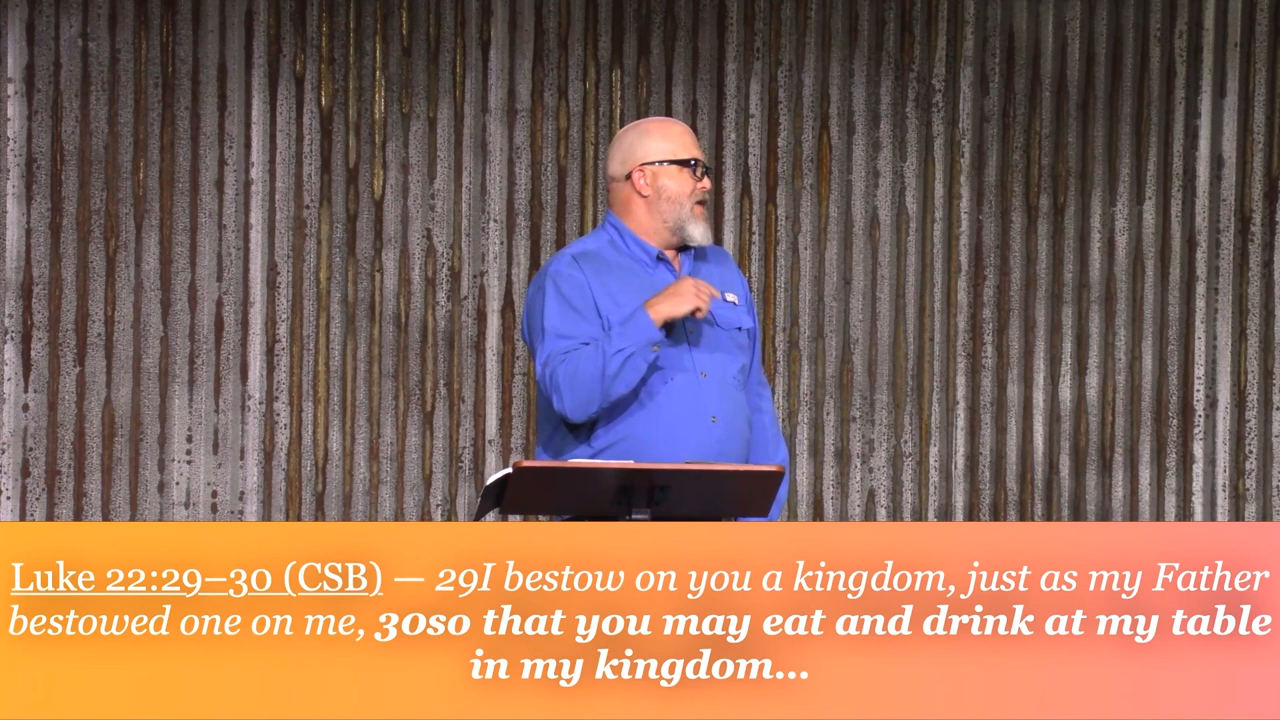 Luke 22:29–30 (CSB) — 29I bestow on you a kingdom, just as my Father
bestowed one on me, 30so that you may eat and drink at my table
in my kingdom...